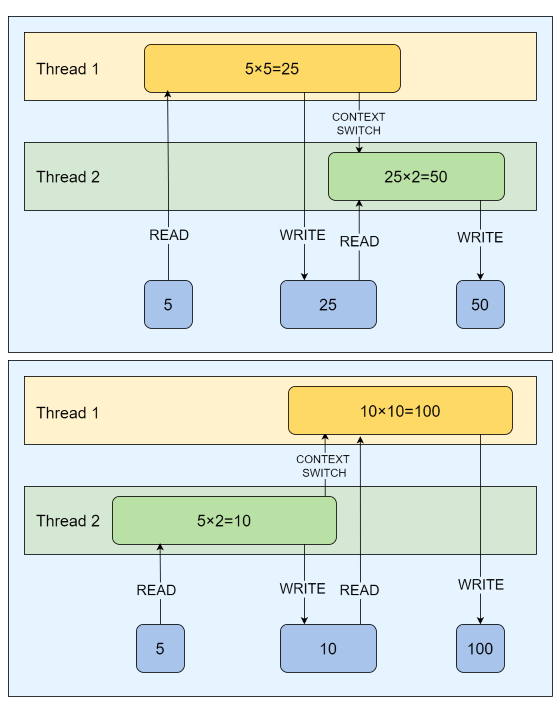 Thread 1
5×5=25
CONTEXT
SWITCH
Thread 2
25×2=50
READ
WRITE
READ
WRITE
5
25
50
Thread 1
10×10=100
CONTEXT
SWITCH
Thread 2
5×2=10
READ
WRITE
READ
WRITE
5
10
100